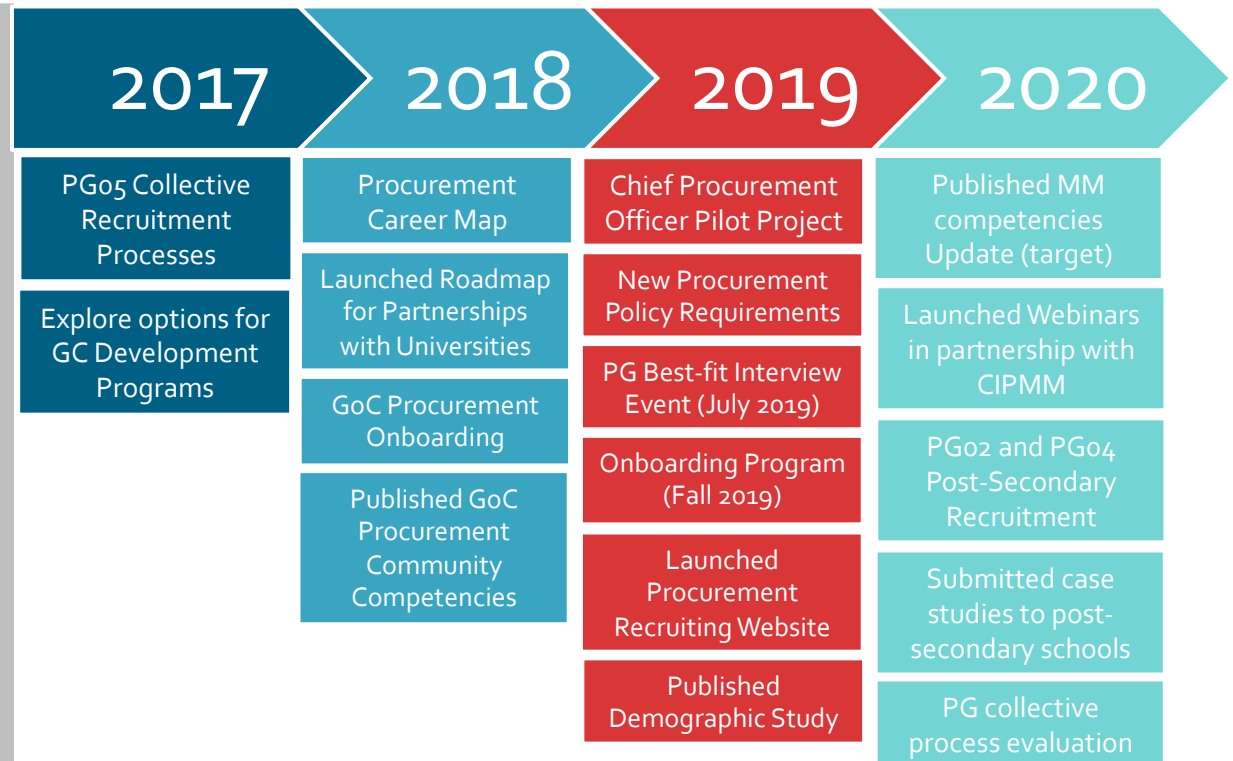 2017
2018
2019
2020
PG05 Collective
Recruitment
Processes
Explore options for
GC Development
Programs
Procurement
Career Map
Launched Roadmap
for Partnerships
with Universities
GoC Procurement
Onboarding
Published GoC
Procurement
Community
Competencies
Chief Procurement
Officer Pilot Project
New Procurement
Policy Requirements
PG Best-fit Interview
Event (July 2019)
Onboarding Program
(Fall 2019)
Launched
Procurement
Recruiting Website
Published
Demographic Study
Published MM
competencies
Update (target)
Launched Webinars
in partnership with
CIPMM
PG02 and PG04
Post-Secondary
Recruitment
Submitted case
studies to post-
secondary schools
PG collective
process evaluation